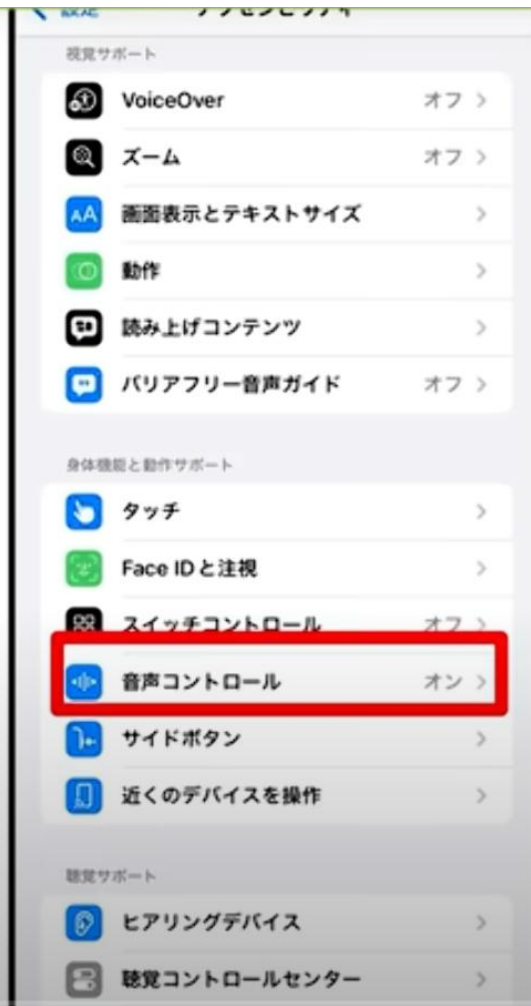 視覚サポート
VoiceOver オフ
ズーム オフ
AA 画面表示とテキストサイズ
動作
読み上げコンテンツ
バリアフリー音声ガイド オフ
身体機能と動作サポート
タッチ
Face IDと注視
スイッチコントロール オフ
音声コントロール オン
サイドボタン
近くのデバイスを操作
聴覚サポート
ヒアリングデバイス
聴覚コントロールセンター